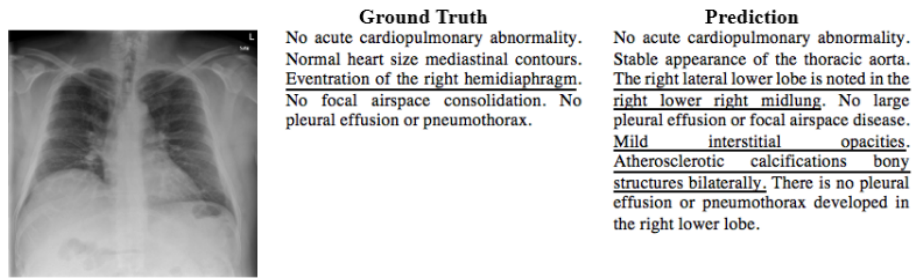 Ground Truth
No acute cardiopulmonary abnormality.
Normal heart size mediastinal contours.
Eventration of the right hemidiaphragm.
No focal airspace consolidation. No
pleural effusion or pneumothorax.
Prediction
No acute cardiopulmonary abnormality.
Stable appearance of the thoracic aorta.
The right lateral lower lobe is noted in the
right lower right midlung. No large
pleural effusion or focal airspace disease.
Mild interstitial opacities.
Atherosclerotic calcifications bony
structures bilaterally. There is no pleural
effusion or pneumothorax developed in
the right lower lobe.
L